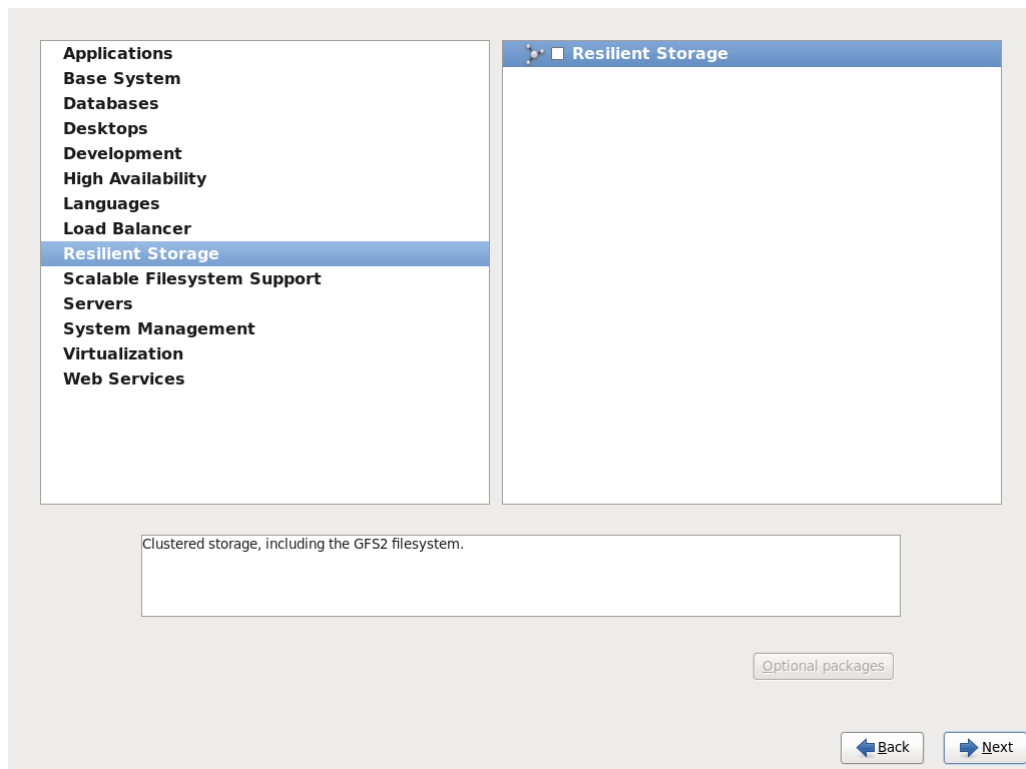 Applications
Base System
Databases
Desktops
Development
High Availability
Languages
Load Balancer
Resilient Storage
Scalable Filesystem Support
Servers
System Management
Virtualization
Web Services
Resilient Storage
Clustered storage, including the GFS2 filesystem.
Optional packages
Back
Next